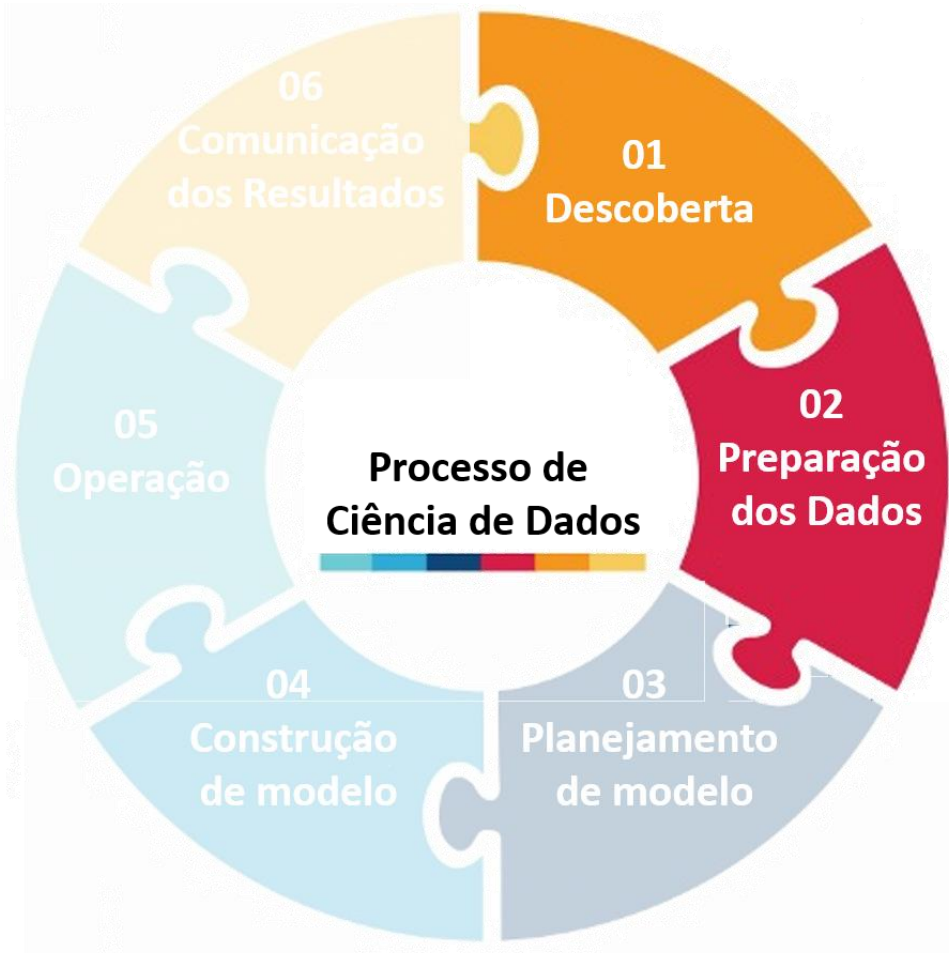 06
Comunicação
dos Resultados
01
Descoberta
02
Preparação
dos Dados
03
Planejamento
de modelo
04
Construção
de modelo
05
Operação
Processo de
Ciência de Dados